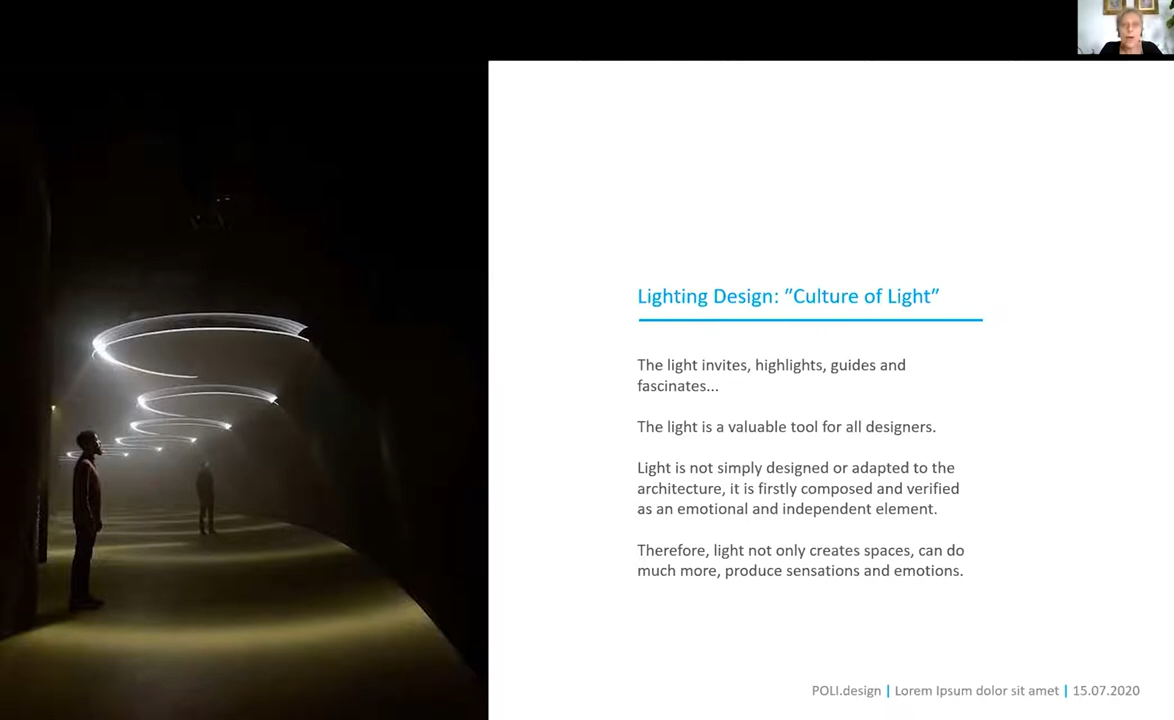 Lighting Design: ”Culture of Light”
The light invites, highlights, guides and
fascinates...
The light is a valuable tool for all designers.
Light is not simply designed or adapted to the
architecture, it is firstly composed and verified
as an emotional and independent element.
Therefore, light not only creates spaces, can do
much more, produce sensations and emotions.
POLI.design | Lorem Ipsum dolor sit amet | 15.07.2020